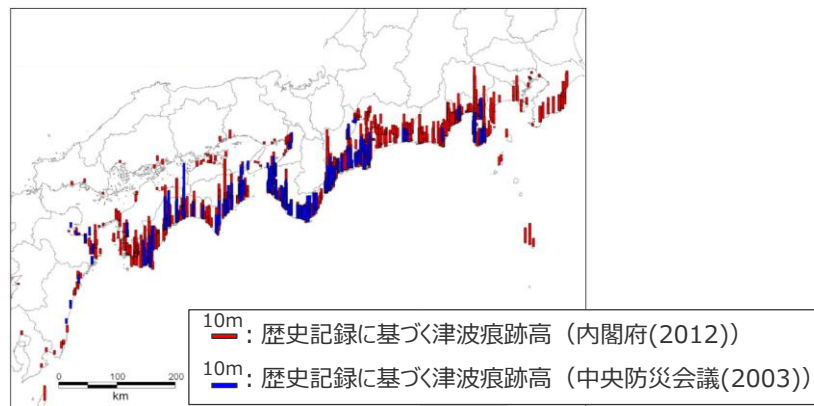 0 100 200
km
10m
: 歴史記録に基づく津波痕跡高（内閣府(2012)）
10m
: 歴史記録に基づく津波痕跡高（中央防災会議(2003)）